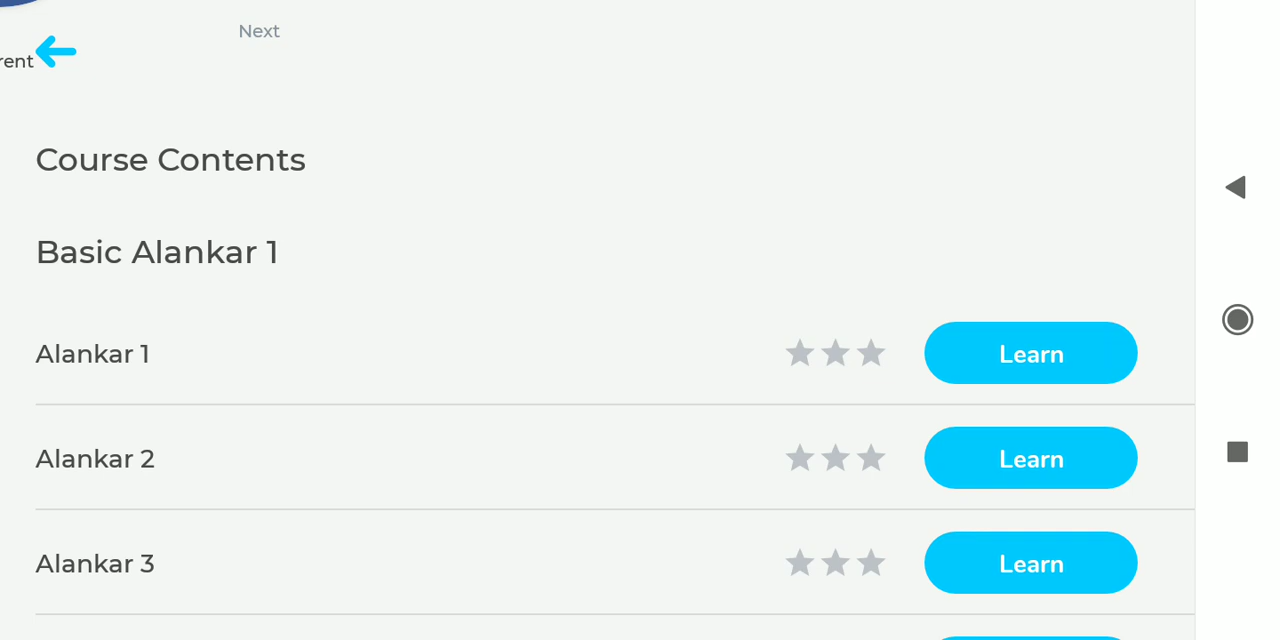 Next
rent
Course Contents
Basic Alankar 1
Alankar 1
Learn
Alankar 2
Learn
Alankar 3
Learn